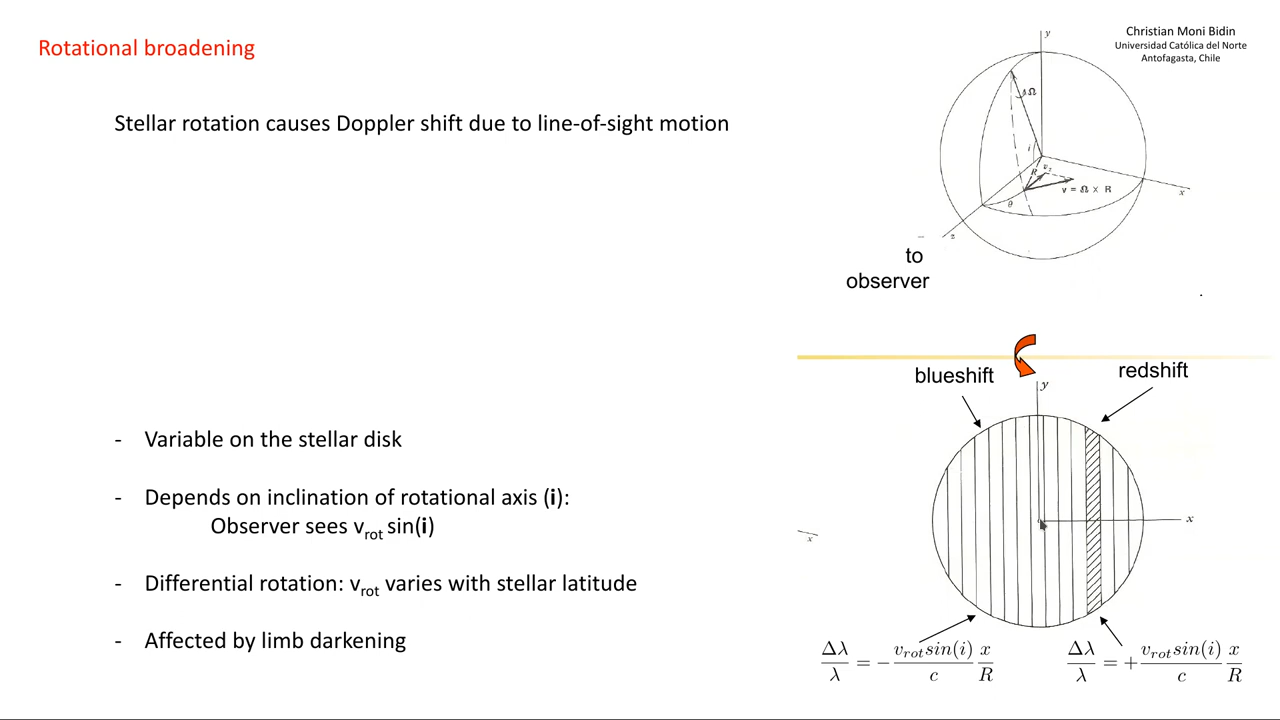 Rotational broadening
Christian Moni Bidin
Universidad Católica del Norte
Antofagasta, Chile
Stellar rotation causes Doppler shift due to line-of-sight motion
y
ΔΩ
i
R
v_z
v = Ω × R
θ
x
z
to
observer
blueshift
redshift
y
x
x
- Variable on the stellar disk
- Depends on inclination of rotational axis (i):
Observer sees v_rot sin(i)
- Differential rotation: v_rot varies with stellar latitude
- Affected by limb darkening
Δλ/λ = − v_rot sin(i)/c x/R
Δλ/λ = + v_rot sin(i)/c x/R